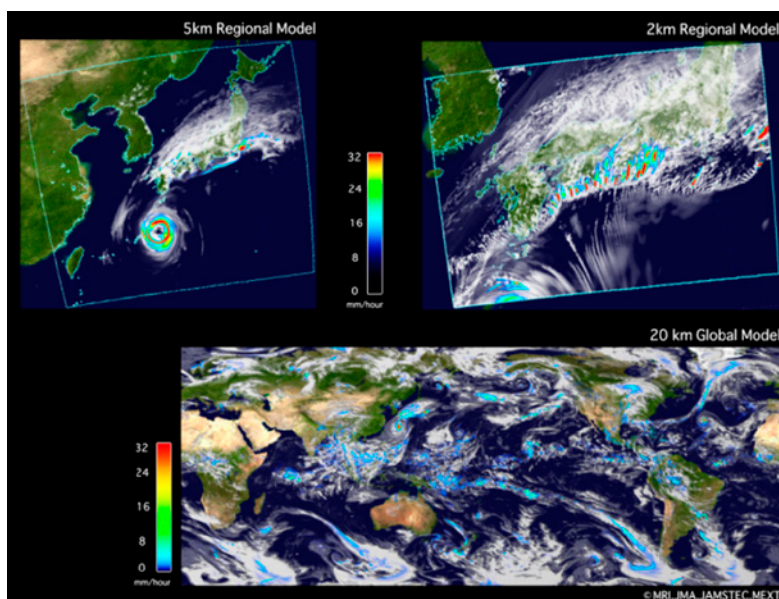 5km Regional Model
2km Regional Model
32
24
16
8
0
mm/hour
20 km Global Model
32
24
16
8
0
mm/hour
© MRI, JMA, JAMSTEC, MEXT